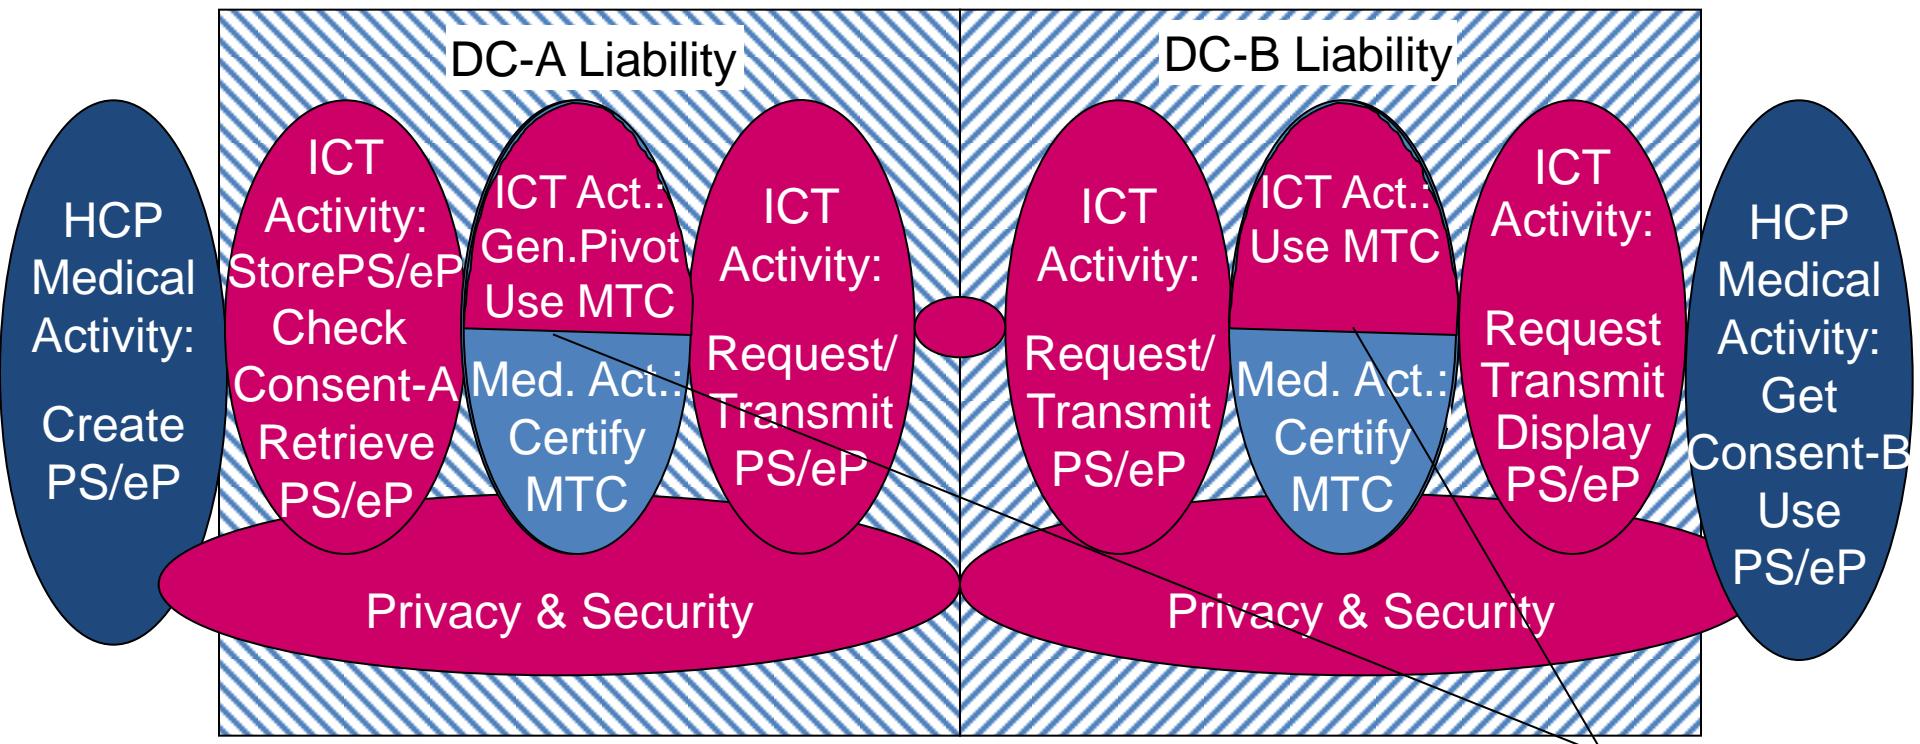 DC-A Liability
DC-B Liability
HCP
Medical
Activity:
Create
PS/eP
ICT
Activity:
StorePS/eP
Check
Consent-A
Retrieve
PS/eP
ICT Act.:
Gen.Pivot
Use MTC
Med. Act.:
Certify
MTC
ICT
Activity:
Request/
Transmit
PS/eP
ICT
Activity:
Request/
Transmit
PS/eP
ICT Act.:
Use MTC
Med. Act.:
Certify
MTC
ICT
Activity:
Request
Transmit
Display
PS/eP
HCP
Medical
Activity:
Get
Consent-B
Use
PS/eP
Privacy & Security
Privacy & Security